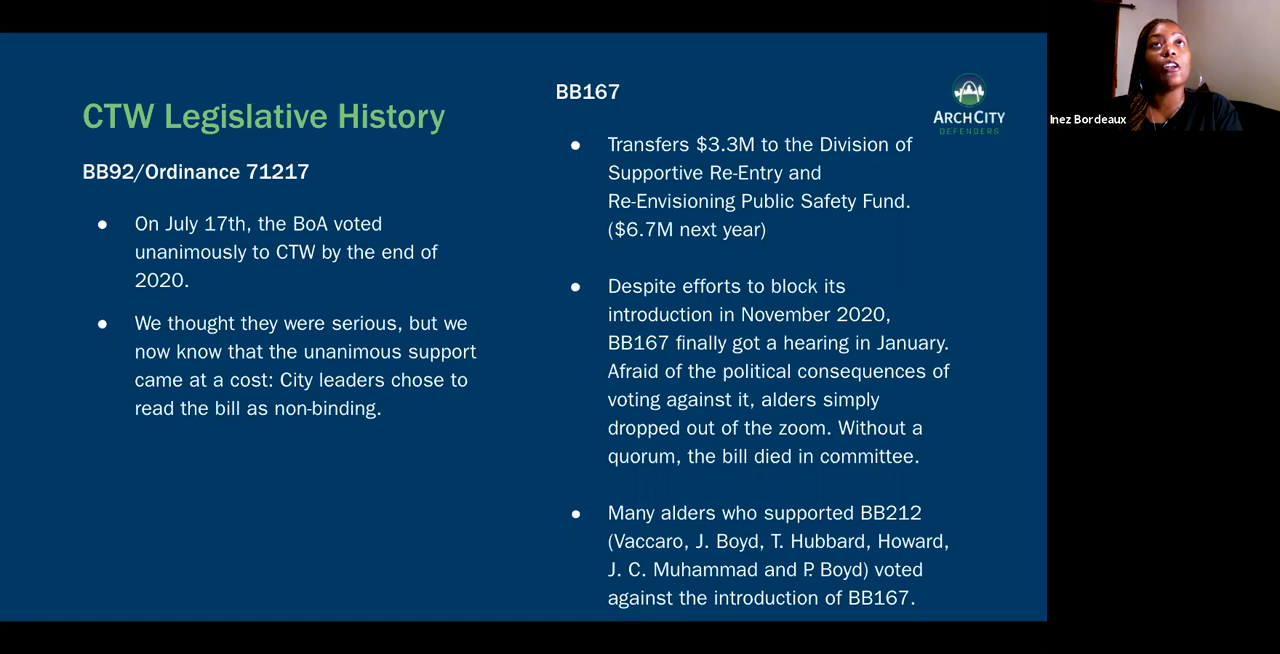 CTW Legislative History
BB92/Ordinance 71217
● On July 17th, the BoA voted
unanimously to CTW by the end of
2020.
● We thought they were serious, but we
now know that the unanimous support
came at a cost: City leaders chose to
read the bill as non-binding.
BB167
● Transfers $3.3M to the Division of
Supportive Re-Entry and
Re-Envisioning Public Safety Fund.
($6.7M next year)
● Despite efforts to block its
introduction in November 2020,
BB167 finally got a hearing in January.
Afraid of the political consequences of
voting against it, alders simply
dropped out of the zoom. Without a
quorum, the bill died in committee.
● Many alders who supported BB212
(Vaccaro, J. Boyd, T. Hubbard, Howard,
J. C. Muhammad and P. Boyd) voted
against the introduction of BB167.
ARCHCITY
DEFENDERS
Inez Bordeaux